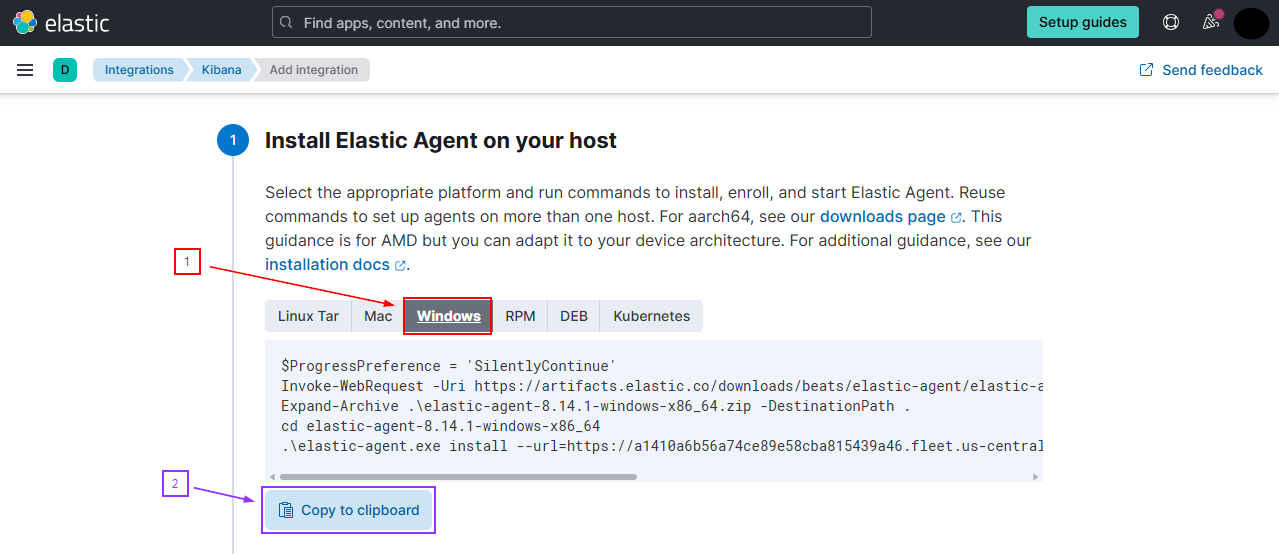 elastic
Find apps, content, and more.
Setup guides
D
Integrations
Kibana
Add integration
Send feedback
1
Install Elastic Agent on your host
Select the appropriate platform and run commands to install, enroll, and start Elastic Agent. Reuse
commands to set up agents on more than one host. For aarch64, see our downloads page. This
guidance is for AMD but you can adapt it to your device architecture. For additional guidance, see our
installation docs.
1
Linux Tar
Mac
Windows
RPM
DEB
Kubernetes
$ProgressPreference = 'SilentlyContinue'
Invoke-WebRequest -Uri https://artifacts.elastic.co/downloads/beats/elastic-agent/elastic-a
Expand-Archive .\elastic-agent-8.14.1-windows-x86_64.zip -DestinationPath .
cd elastic-agent-8.14.1-windows-x86_64
.\elastic-agent.exe install --url=https://a1410a6b56a74ce89e58cba815439a46.fleet.us-central
2
Copy to clipboard